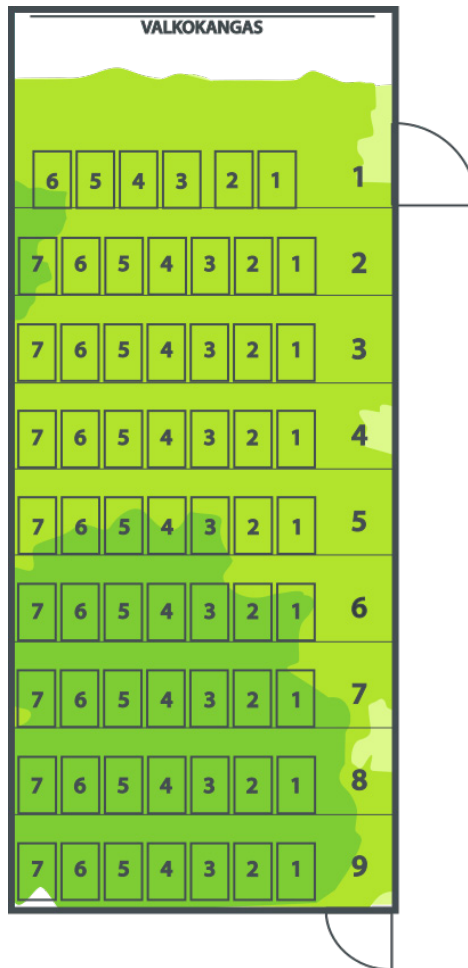 VALKOKANGAS
6 5 4 3 2 1 1
7 6 5 4 3 2 1 2
7 6 5 4 3 2 1 3
7 6 5 4 3 2 1 4
7 6 5 4 3 2 1 5
7 6 5 4 3 2 1 6
7 6 5 4 3 2 1 7
7 6 5 4 3 2 1 8
7 6 5 4 3 2 1 9